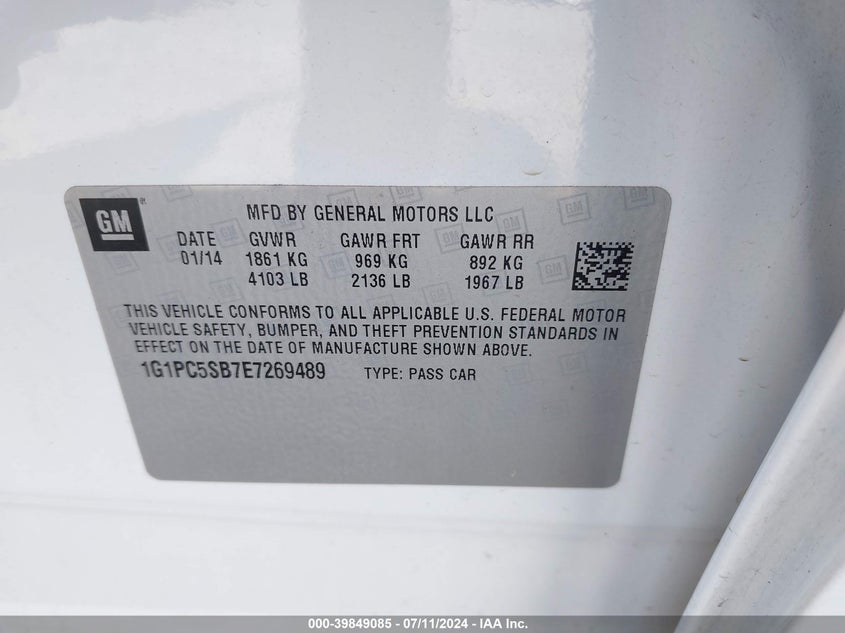 GM
MFD BY GENERAL MOTORS LLC
DATE GVWR GAWR FRT GAWR RR
01/14 1861 KG 969 KG 892 KG
4103 LB 2136 LB 1967 LB
THIS VEHICLE CONFORMS TO ALL APPLICABLE U.S. FEDERAL MOTOR
VEHICLE SAFETY, BUMPER, AND THEFT PREVENTION STANDARDS IN
EFFECT ON THE DATE OF MANUFACTURE SHOWN ABOVE.
1G1PC5SB7E7269489 TYPE: PASS CAR
000-39849085 - 07/11/2024 - IAA Inc.